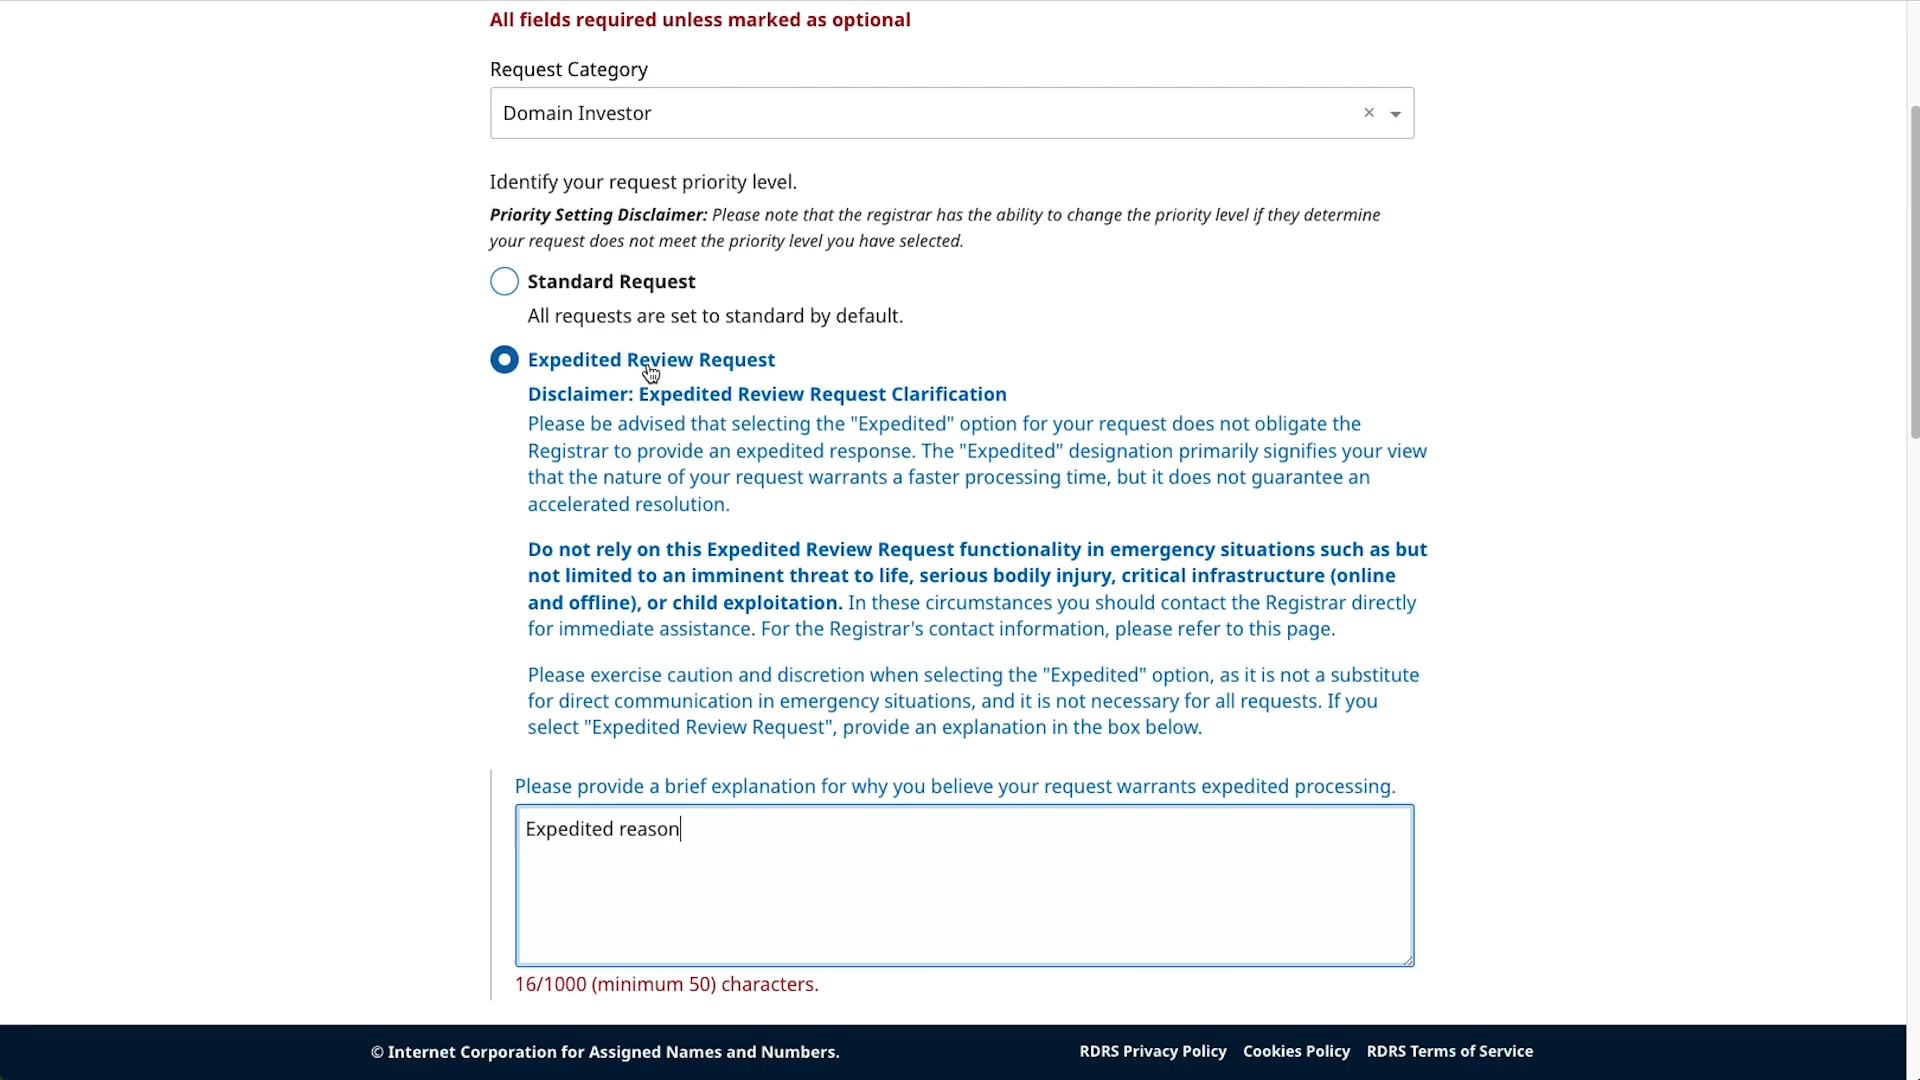 All fields required unless marked as optional
Request Category
Domain Investor
Identify your request priority level.
Priority Setting Disclaimer: Please note that the registrar has the ability to change the priority level if they determine
your request does not meet the priority level you have selected.
Standard Request
All requests are set to standard by default.
Expedited Review Request
Disclaimer: Expedited Review Request Clarification
Please be advised that selecting the "Expedited" option for your request does not obligate the
Registrar to provide an expedited response. The "Expedited" designation primarily signifies your view
that the nature of your request warrants a faster processing time, but it does not guarantee an
accelerated resolution.
Do not rely on this Expedited Review Request functionality in emergency situations such as but
not limited to an imminent threat to life, serious bodily injury, critical infrastructure (online
and offline), or child exploitation. In these circumstances you should contact the Registrar directly
for immediate assistance. For the Registrar's contact information, please refer to this page.
Please exercise caution and discretion when selecting the "Expedited" option, as it is not a substitute
for direct communication in emergency situations, and it is not necessary for all requests. If you
select "Expedited Review Request", provide an explanation in the box below.
Please provide a brief explanation for why you believe your request warrants expedited processing.
Expedited reason
16/1000 (minimum 50) characters.
© Internet Corporation for Assigned Names and Numbers. RDRS Privacy Policy Cookies Policy RDRS Terms of Service